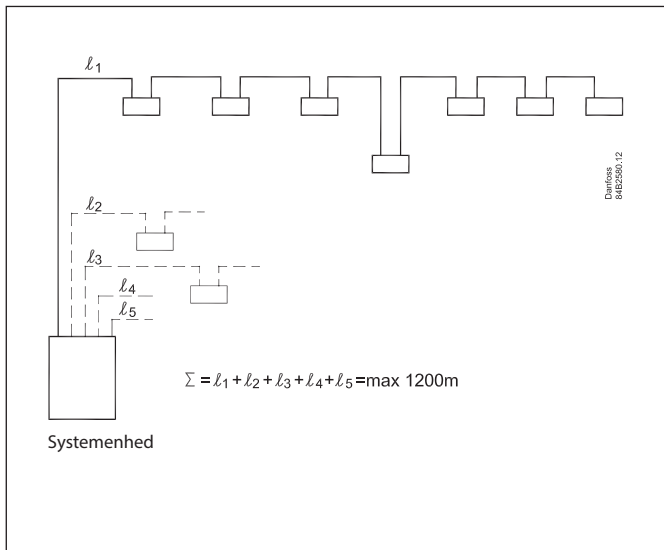 ℓ1
Danfoss
84B2580.12
ℓ2
ℓ3
ℓ4
ℓ5
Σ=ℓ1+ℓ2+ℓ3+ℓ4+ℓ5=max 1200m
Systemenhed